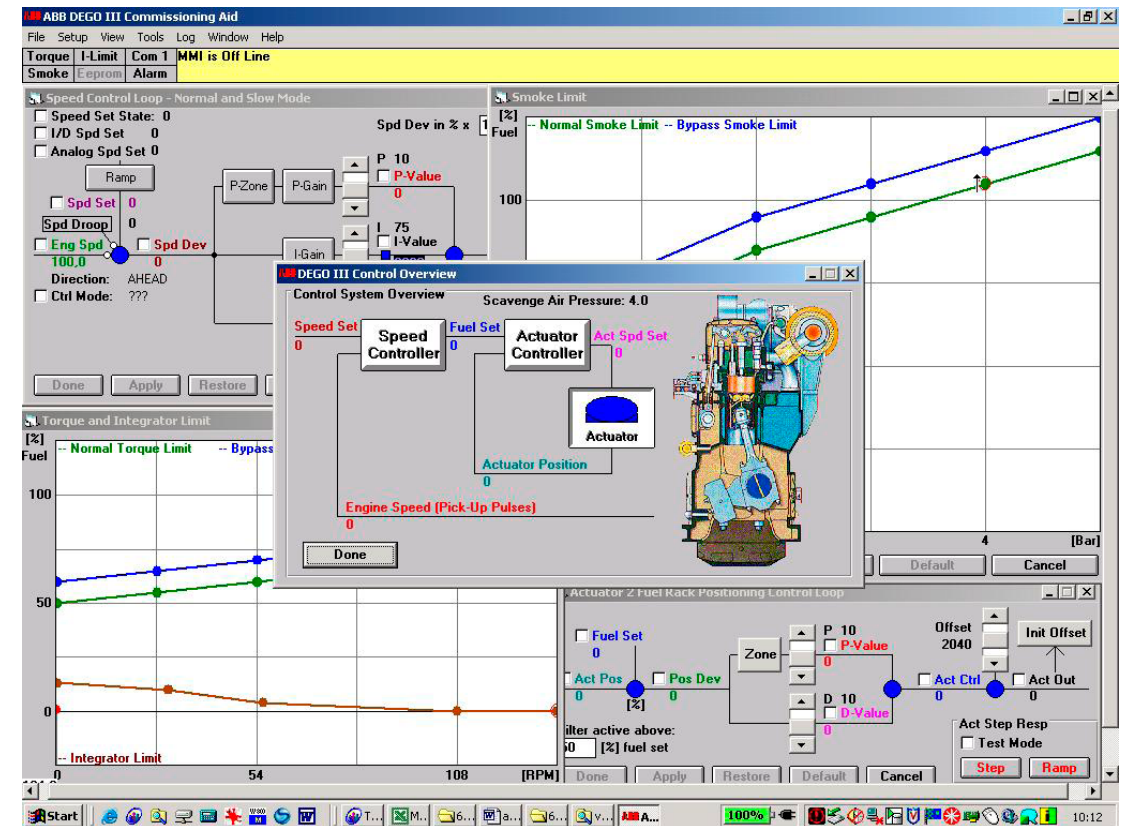 ABB DEGO III Commissioning Aid
File Setup View Tools Log Window Help
Torque I-Limit Com 1 MMI is Off Line
Smoke Eeprom Alarm
Speed Control Loop - Normal and Slow Mode
Speed Set State: 0
I/D Spd Set 0
Analog Spd Set 0
Ramp
Spd Set 0
Spd Droop 0
Eng Spd
100,0
Spd Dev
0
Direction: AHEAD
Ctrl Mode: ???
Spd Dev in % x 1
P-Zone
P-Gain
P 10
P-Value
0
I-Gain
I 75
I-Value
Done Apply Restore
Smoke Limit
[%]
Fuel
-- Normal Smoke Limit -- Bypass Smoke Limit
100
4 [Bar]
Default Cancel
DEGO III Control Overview
Control System Overview
Scavenge Air Pressure: 4.0
Speed Set
0
Speed
Controller
Fuel Set
0
Actuator
Controller
Act Spd Set
0
Actuator
Actuator Position
0
Engine Speed (Pick-Up Pulses)
0
Done
Torque and Integrator Limit
[%]
Fuel
-- Normal Torque Limit -- Bypass
100
50
0
-- Integrator Limit
0 54 108 [RPM]
Actuator 2 Fuel Rack Positioning Control Loop
Fuel Set
0
Act Pos
0
[%]
Pos Dev
0
Zone
P 10
P-Value
0
D 10
D-Value
0
Offset
2040
Init Offset
Act Ctrl
0
Act Out
0
ilter active above:
[%] fuel set
Act Step Resp
Test Mode
Step Ramp
Done Apply Restore Default Cancel
Start
T... M... 6... a... 6... v... A...
100%
10:12